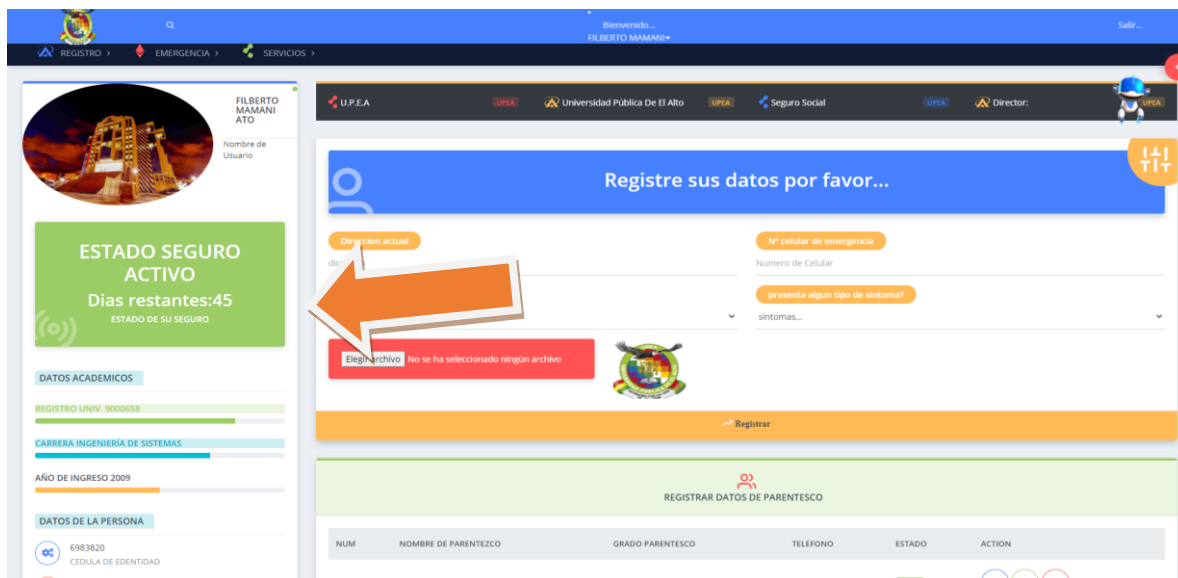 Bienvenido...
FILBERTO MAMANI
Salir...
REGISTRO >
EMERGENCIA >
SERVICIOS >
FILBERTO
MAMANI
ATO
Nombre de
Usuario
ESTADO SEGURO
ACTIVO
Dias restantes:45
ESTADO DE SU SEGURO
DATOS ACADEMICOS
REGISTRO UNIV. 9000658
CARRERA INGENIERÍA DE SISTEMAS
AÑO DE INGRESO 2009
DATOS DE LA PERSONA
6983820
CEDULA DE EDENTIDAD
U.P.E.A
UPEA
Universidad Pública De El Alto
UPEA
Seguro Social
UPEA
Director:
UPEA
Registre sus datos por favor...
Direccion actual
Nº celular de emergencia
Numero de Celular
presenta algun tipo de sintoma?
sintomas...
Elegir archivo No se ha seleccionado ningún archivo
Registrar
REGISTRAR DATOS DE PARENTESCO
NUM NOMBRE DE PARENTEZCO GRADO PARENTESCO TELEFONO ESTADO ACTION